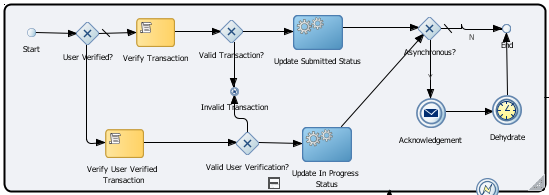 Start
User Verified?
Verify Transaction
Valid Transaction?
Update Submitted Status
Asynchronous?
N
End
Invalid Transaction
Acknowledgement
Dehydrate
Verify User Verified
Transaction
Valid User Verification?
Update In Progress
Status